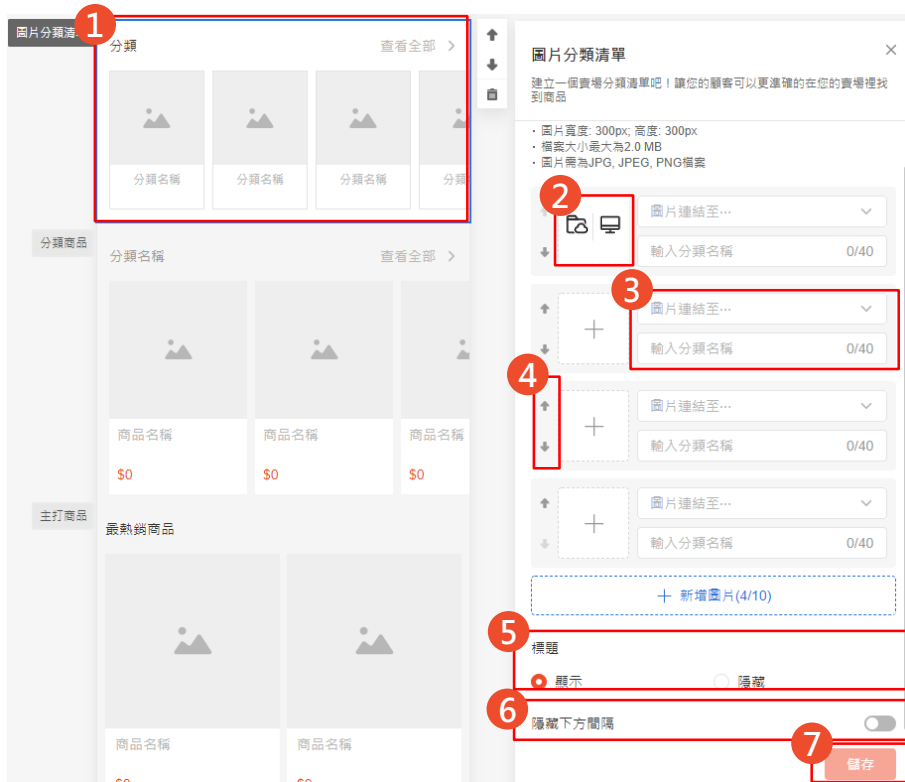 圖片分類清
1
分類
查看全部
分類名稱
分類名稱
分類名稱
分類
分類商品
分類名稱
查看全部
商品名稱
商品名稱
商品名稱
$0
$0
$0
主打商品
最熱銷商品
商品名稱
商品名稱
$0
$0
圖片分類清單
建立一個賣場分類清單吧！讓您的顧客可以更準確的在您的賣場裡找
到商品
・圖片寬度: 300px; 高度: 300px
・檔案大小最大為2.0 MB
・圖片需為JPG, JPEG, PNG檔案
2
圖片連結至…
輸入分類名稱
0/40
3
圖片連結至…
輸入分類名稱
0/40
4
圖片連結至…
輸入分類名稱
0/40
圖片連結至…
輸入分類名稱
0/40
新增圖片(4/10)
5
標題
顯示
隱藏
6
隱藏下方間隔
7
儲存